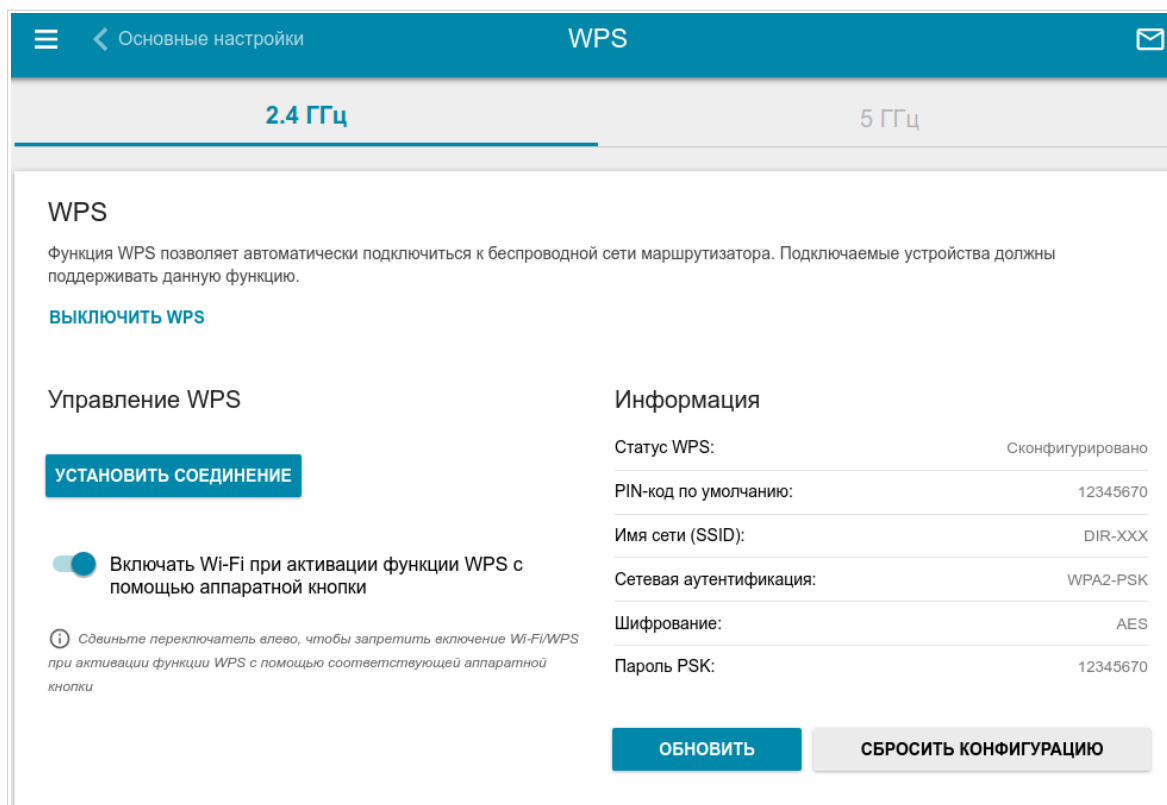 Основные настройки
WPS
2.4 ГГц
5 ГГц
WPS
Функция WPS позволяет автоматически подключиться к беспроводной сети маршрутизатора. Подключаемые устройства должны
поддерживать данную функцию.
ВЫКЛЮЧИТЬ WPS
Управление WPS
УСТАНОВИТЬ СОЕДИНЕНИЕ
Включать Wi-Fi при активации функции WPS с
помощью аппаратной кнопки
Сдвиньте переключатель влево, чтобы запретить включение Wi-Fi/WPS
при активации функции WPS с помощью соответствующей аппаратной
кнопки
Информация
Статус WPS: Сконфигурировано
PIN-код по умолчанию: 12345670
Имя сети (SSID): DIR-XXX
Сетевая аутентификация: WPA2-PSK
Шифрование: AES
Пароль PSK: 12345670
ОБНОВИТЬ
СБРОСИТЬ КОНФИГУРАЦИЮ